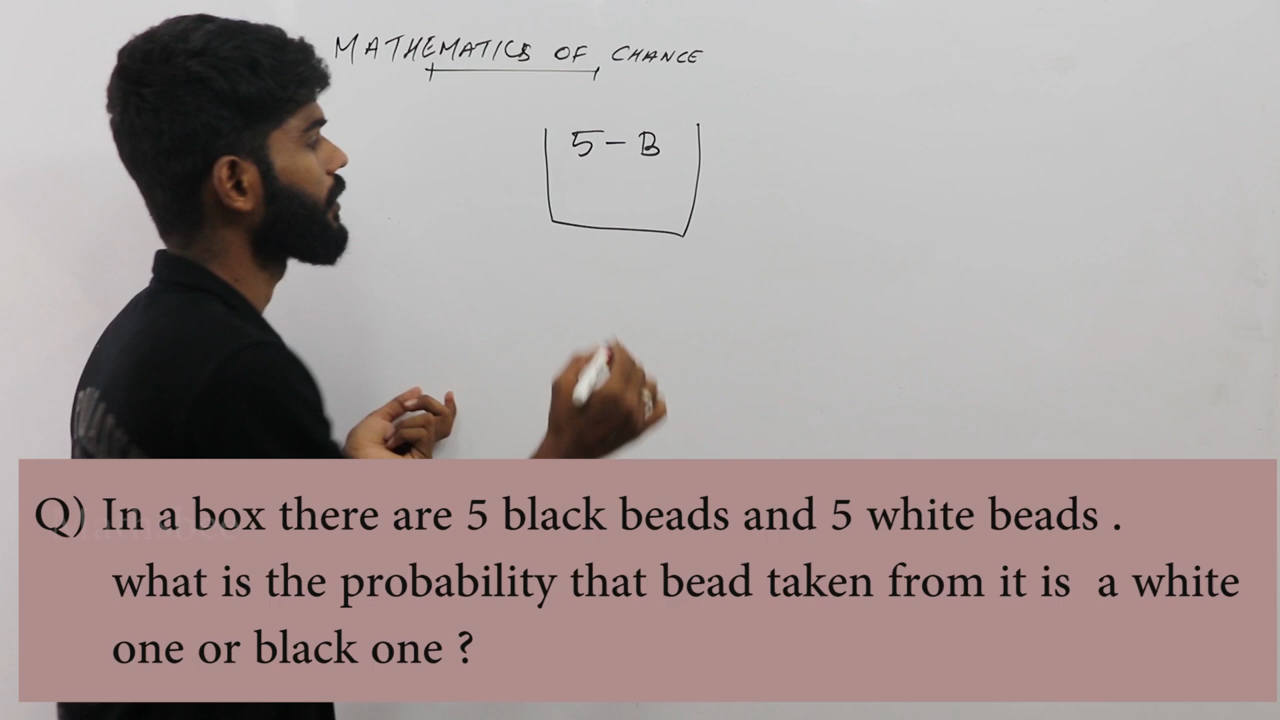 MATHEMATICS OF CHANCE
5 - B
Q) In a box there are 5 black beads and 5 white beads .
what is the probability that bead taken from it is a white
one or black one ?